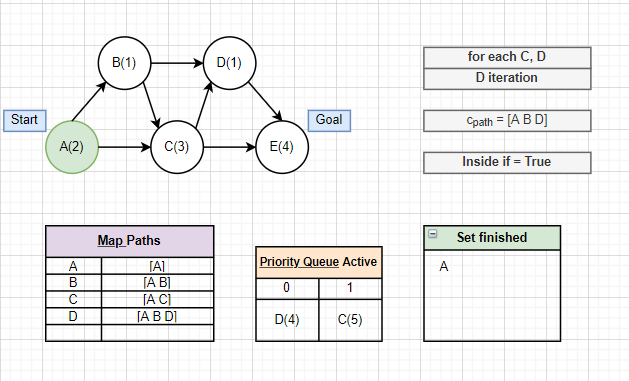 B(1)
D(1)
Start
Goal
A(2)
C(3)
E(4)
for each C, D
D iteration
cpath = [A B D]
Inside if = True
Map Paths
A [A]
B [A B]
C [A C]
D [A B D]
Priority Queue Active
0 1
D(4) C(5)
Set finished
A